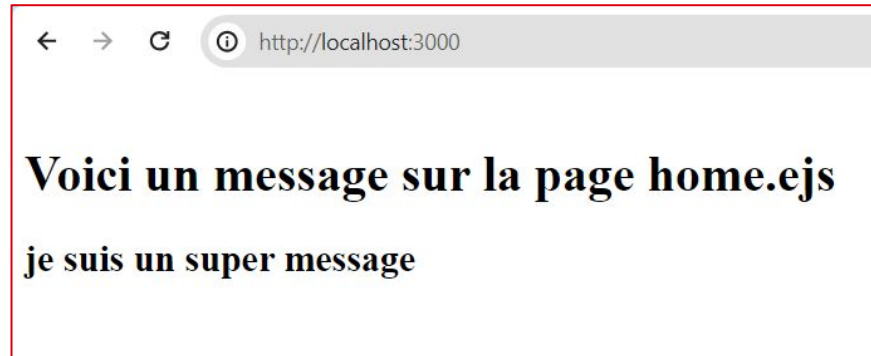 http://localhost:3000
Voici un message sur la page home.ejs
je suis un super message